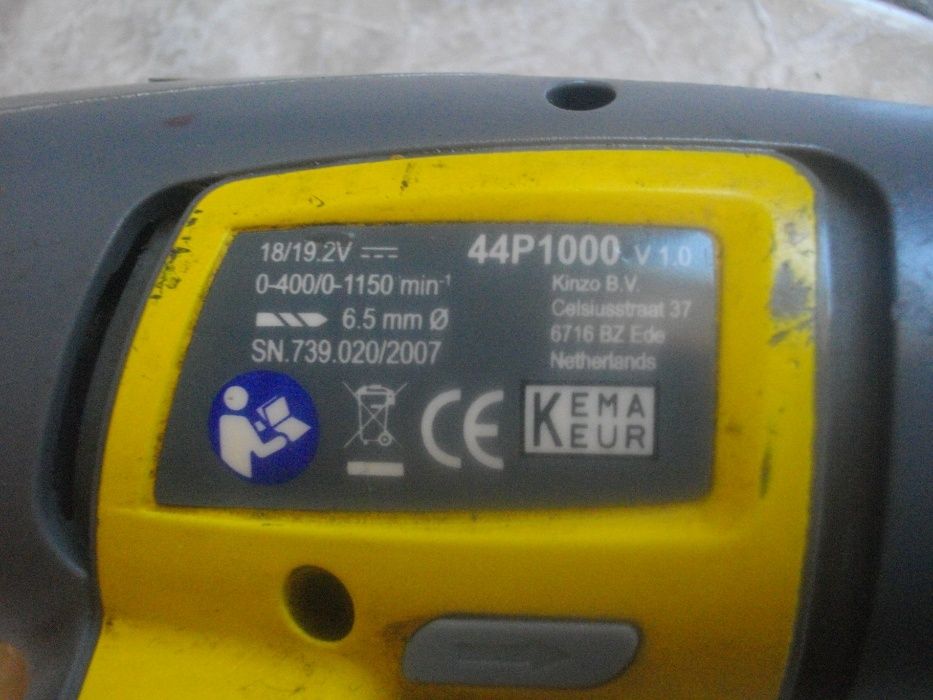 18/19.2V
44P1000 V 1.0
0-400/0-1150 min⁻¹
6.5 mm Ø
SN.739.020/2007
Kinzo B.V.
Celsiusstraat 37
6716 BZ Ede
Netherlands
CE
KEMA
KEUR